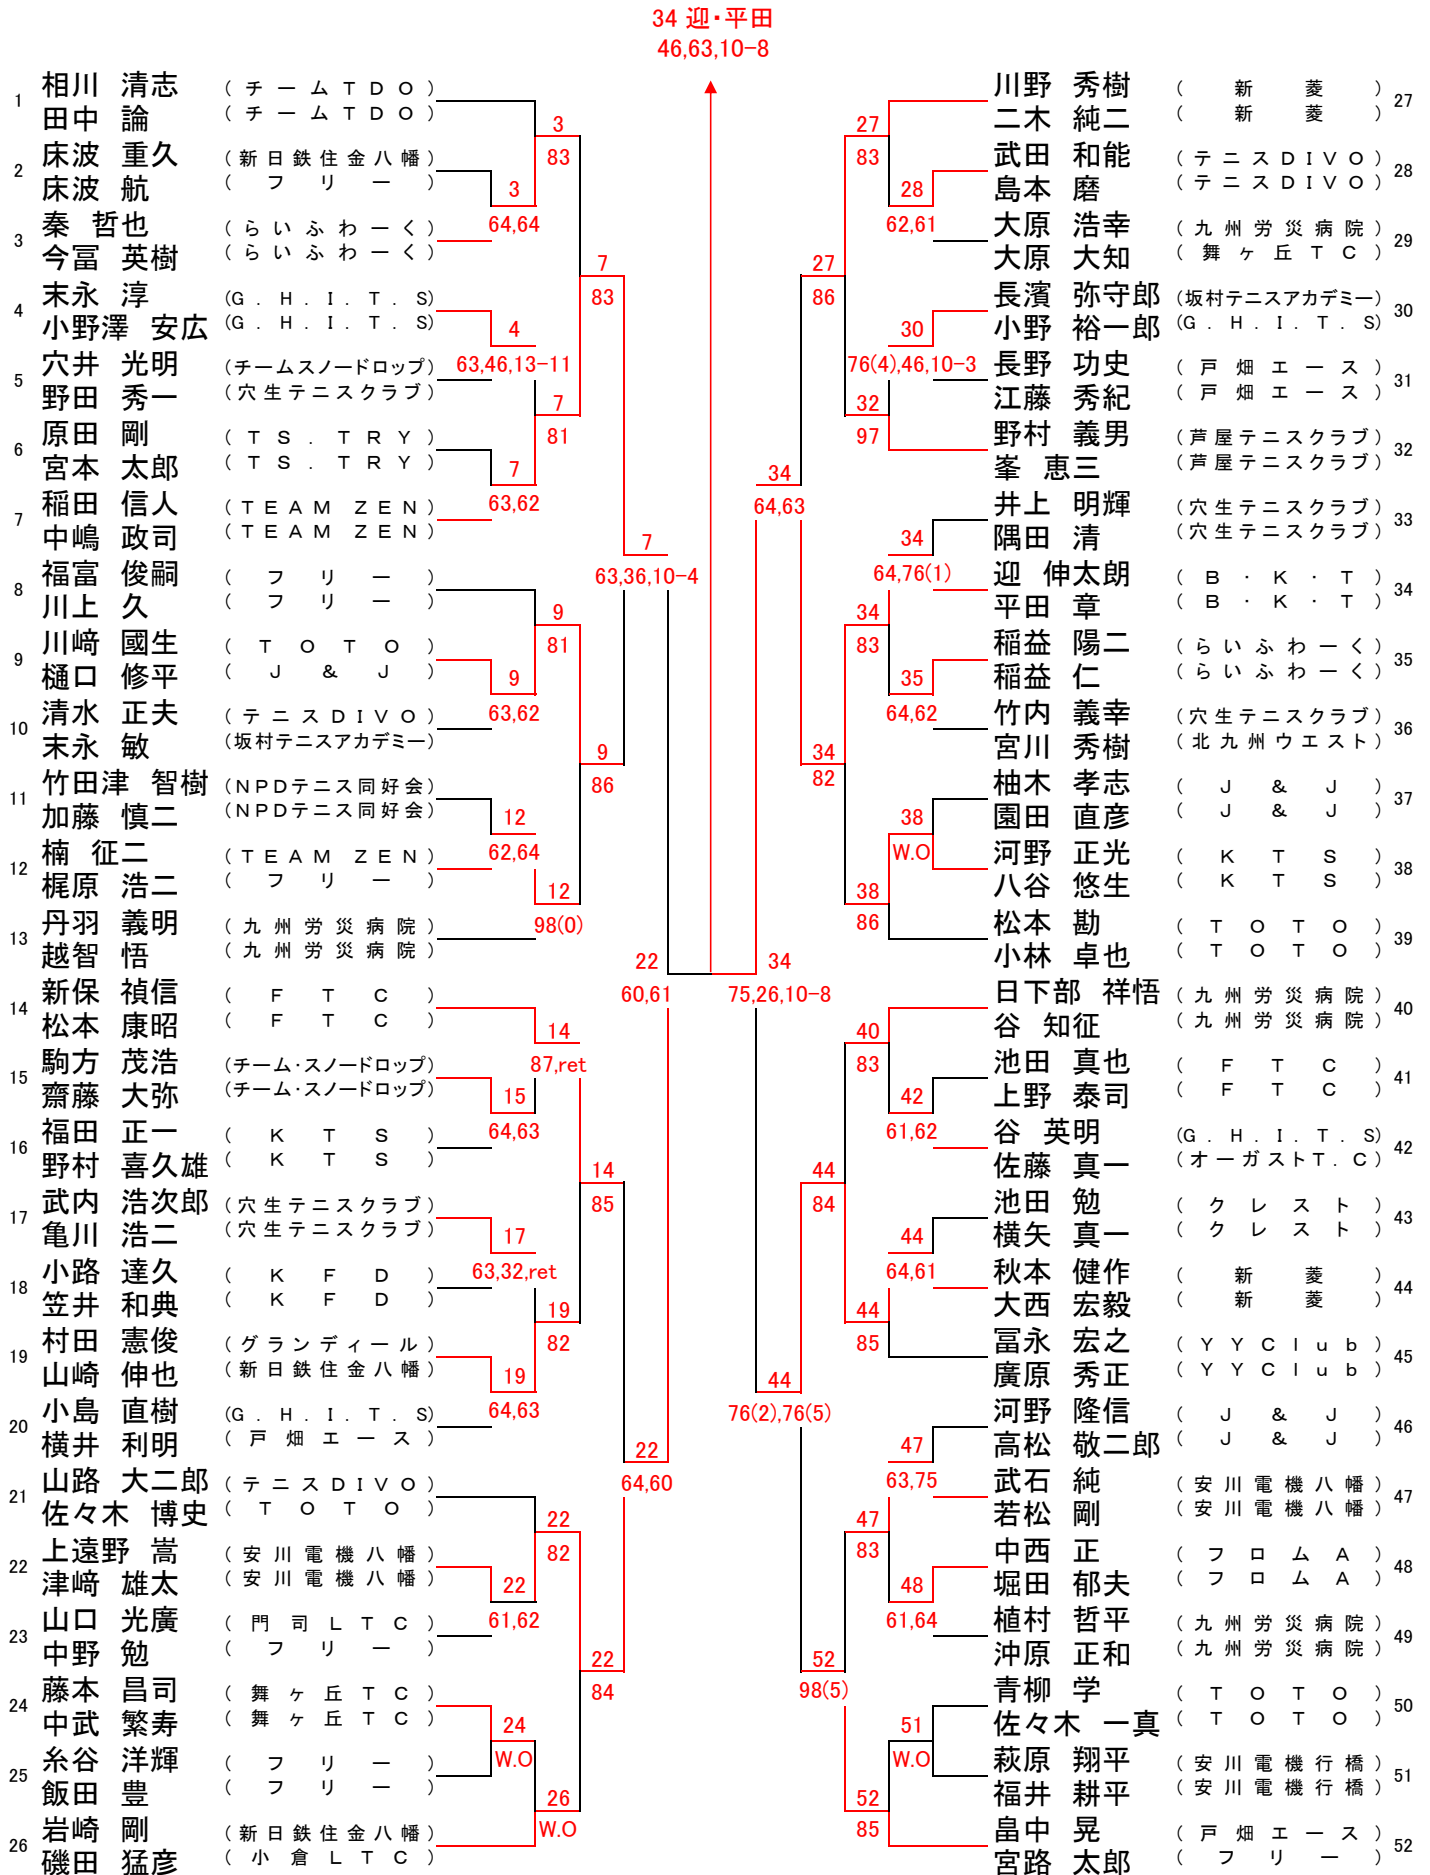 34 迎・平田
46,63,10-8
1 相川 清志 (チームTDO)
田中 論 (チームTDO)
2 床波 重久 (新日鉄住金八幡)
床波 航 (フリー)
3 秦 哲也 (らいふわーく)
今冨 英樹 (らいふわーく)
4 末永 淳 (G.H.I.T.S)
小野澤 安広 (G.H.I.T.S)
5 穴井 光明 (チームスノードロップ)
野田 秀一 (穴生テニスクラブ)
6 原田 剛 (TS.TRY)
宮本 太郎 (TS.TRY)
7 稲田 信人 (TEAM ZEN)
中嶋 政司 (TEAM ZEN)
8 福富 俊嗣 (フリー)
川上 久 (フリー)
9 川﨑 國生 (TOTO)
樋口 修平 (J&J)
10 清水 正夫 (テニスDIVO)
末永 敏 (坂村テニスアカデミー)
11 竹田津 智樹 (NPDテニス同好会)
加藤 慎二 (NPDテニス同好会)
12 楠 征二 (TEAM ZEN)
梶原 浩二 (フリー)
13 丹羽 義明 (九州労災病院)
越智 悟 (九州労災病院)
14 新保 禎信 (FTC)
松本 康昭 (FTC)
15 駒方 茂浩 (チーム・スノードロップ)
齋藤 大弥 (チーム・スノードロップ)
16 福田 正一 (KTS)
野村 喜久雄 (KTS)
17 武内 浩次郎 (穴生テニスクラブ)
亀川 浩二 (穴生テニスクラブ)
18 小路 達久 (KFD)
笠井 和典 (KFD)
19 村田 憲俊 (グランディール)
山崎 伸也 (新日鉄住金八幡)
20 小島 直樹 (G.H.I.T.S)
横井 利明 (戸畑エース)
21 山路 大二郎 (テニスDIVO)
佐々木 博史 (TOTO)
22 上遠野 嵩 (安川電機八幡)
津﨑 雄太 (安川電機八幡)
23 山口 光廣 (門司LTC)
中野 勉 (フリー)
24 藤本 昌司 (舞ヶ丘TC)
中武 繁寿 (舞ヶ丘TC)
25 糸谷 洋輝 (フリー)
飯田 豊 (フリー)
26 岩崎 剛 (新日鉄住金八幡)
磯田 猛彦 (小倉LTC)
3
64,64
4
63,46,13-11
7
63,62
9
63,62
12
62,64
15
64,63
17
63,32,ret
19
64,63
22
61,62
24
W.O
3
83
7
81
9
81
12
98(0)
14
87,ret
19
82
22
82
26
W.O
7
83
9
86
14
85
22
84
7
63,36,10-4
22
64,60
22
60,61
34
75,26,10-8
34
64,63
44
76(2),76(5)
27
86
34
82
44
84
52
98(5)
27
83
32
97
34
83
38
86
40
83
44
85
47
83
52
85
28
62,61
30
76(4),46,10-3
34
64,76(1)
35
64,62
38
W.O
42
61,62
44
64,61
47
63,75
48
61,64
51
W.O
川野 秀樹 (新菱) 27
二木 純二 (新菱)
武田 和能 (テニスDIVO) 28
島本 磨 (テニスDIVO)
大原 浩幸 (九州労災病院) 29
大原 大知 (舞ヶ丘TC)
長濱 弥守郎 (坂村テニスアカデミー) 30
小野 裕一郎 (G.H.I.T.S)
長野 功史 (戸畑エース) 31
江藤 秀紀 (戸畑エース)
野村 義男 (芦屋テニスクラブ) 32
峯 恵三 (芦屋テニスクラブ)
井上 明輝 (穴生テニスクラブ) 33
隅田 清 (穴生テニスクラブ)
迎 伸太朗 (B・K・T) 34
平田 章 (B・K・T)
稲益 陽二 (らいふわーく) 35
稲益 仁 (らいふわーく)
竹内 義幸 (穴生テニスクラブ) 36
宮川 秀樹 (北九州ウエスト)
柚木 孝志 (J&J) 37
園田 直彦 (J&J)
河野 正光 (KTS) 38
八谷 悠生 (KTS)
松本 勘 (TOTO) 39
小林 卓也 (TOTO)
日下部 祥悟 (九州労災病院) 40
谷 知征 (九州労災病院)
池田 真也 (FTC) 41
上野 泰司 (FTC)
谷 英明 (G.H.I.T.S) 42
佐藤 真一 (オーガストT.C)
池田 勉 (クレスト) 43
横矢 真一 (クレスト)
秋本 健作 (新菱) 44
大西 宏毅 (新菱)
冨永 宏之 (YYClub) 45
廣原 秀正 (YYClub)
河野 隆信 (J&J) 46
高松 敬二郎 (J&J)
武石 純 (安川電機八幡) 47
若松 剛 (安川電機八幡)
中西 正 (フロムA) 48
堀田 郁夫 (フロムA)
植村 哲平 (九州労災病院) 49
沖原 正和 (九州労災病院)
青柳 学 (TOTO) 50
佐々木 一真 (TOTO)
萩原 翔平 (安川電機行橋) 51
福井 耕平 (安川電機行橋)
畠中 晃 (戸畑エース) 52
宮路 太郎 (フリー)